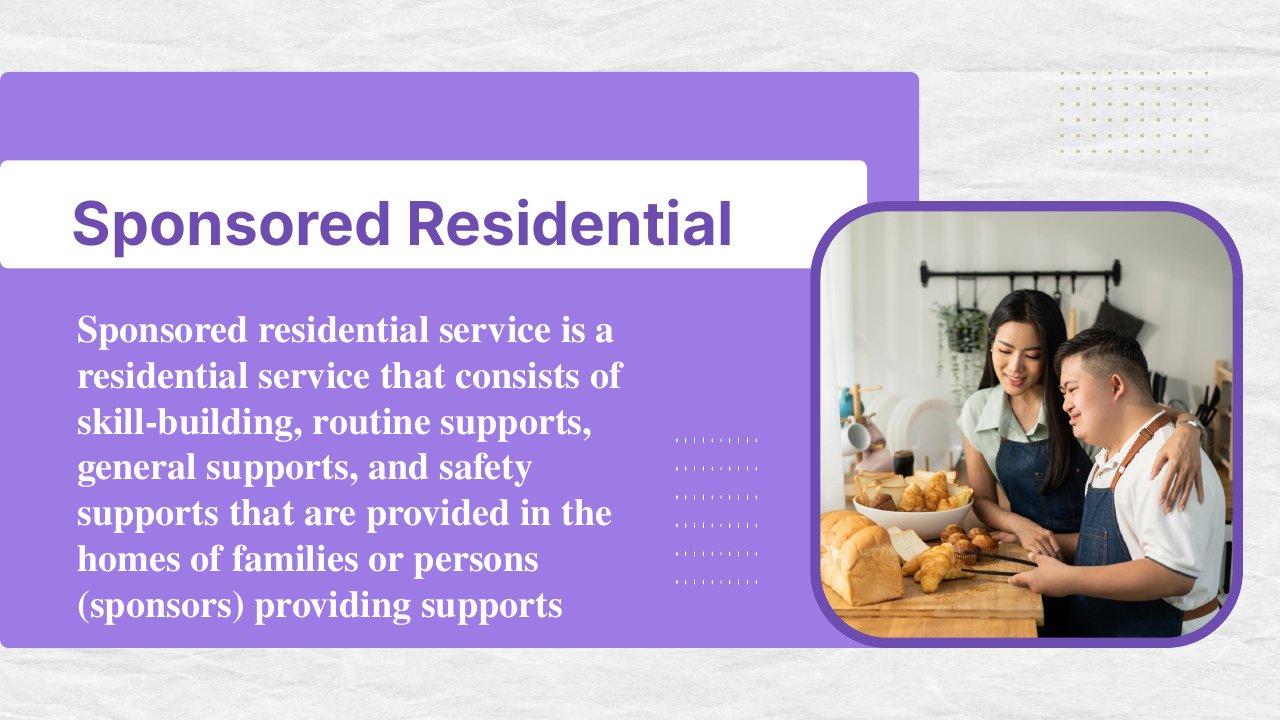 Sponsored Residential
Sponsored residential service is a
residential service that consists of
skill-building, routine supports,
general supports, and safety
supports that are provided in the
homes of families or persons
(sponsors) providing supports